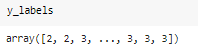 y_labels
array([2, 2, 3, ..., 3, 3, 3])